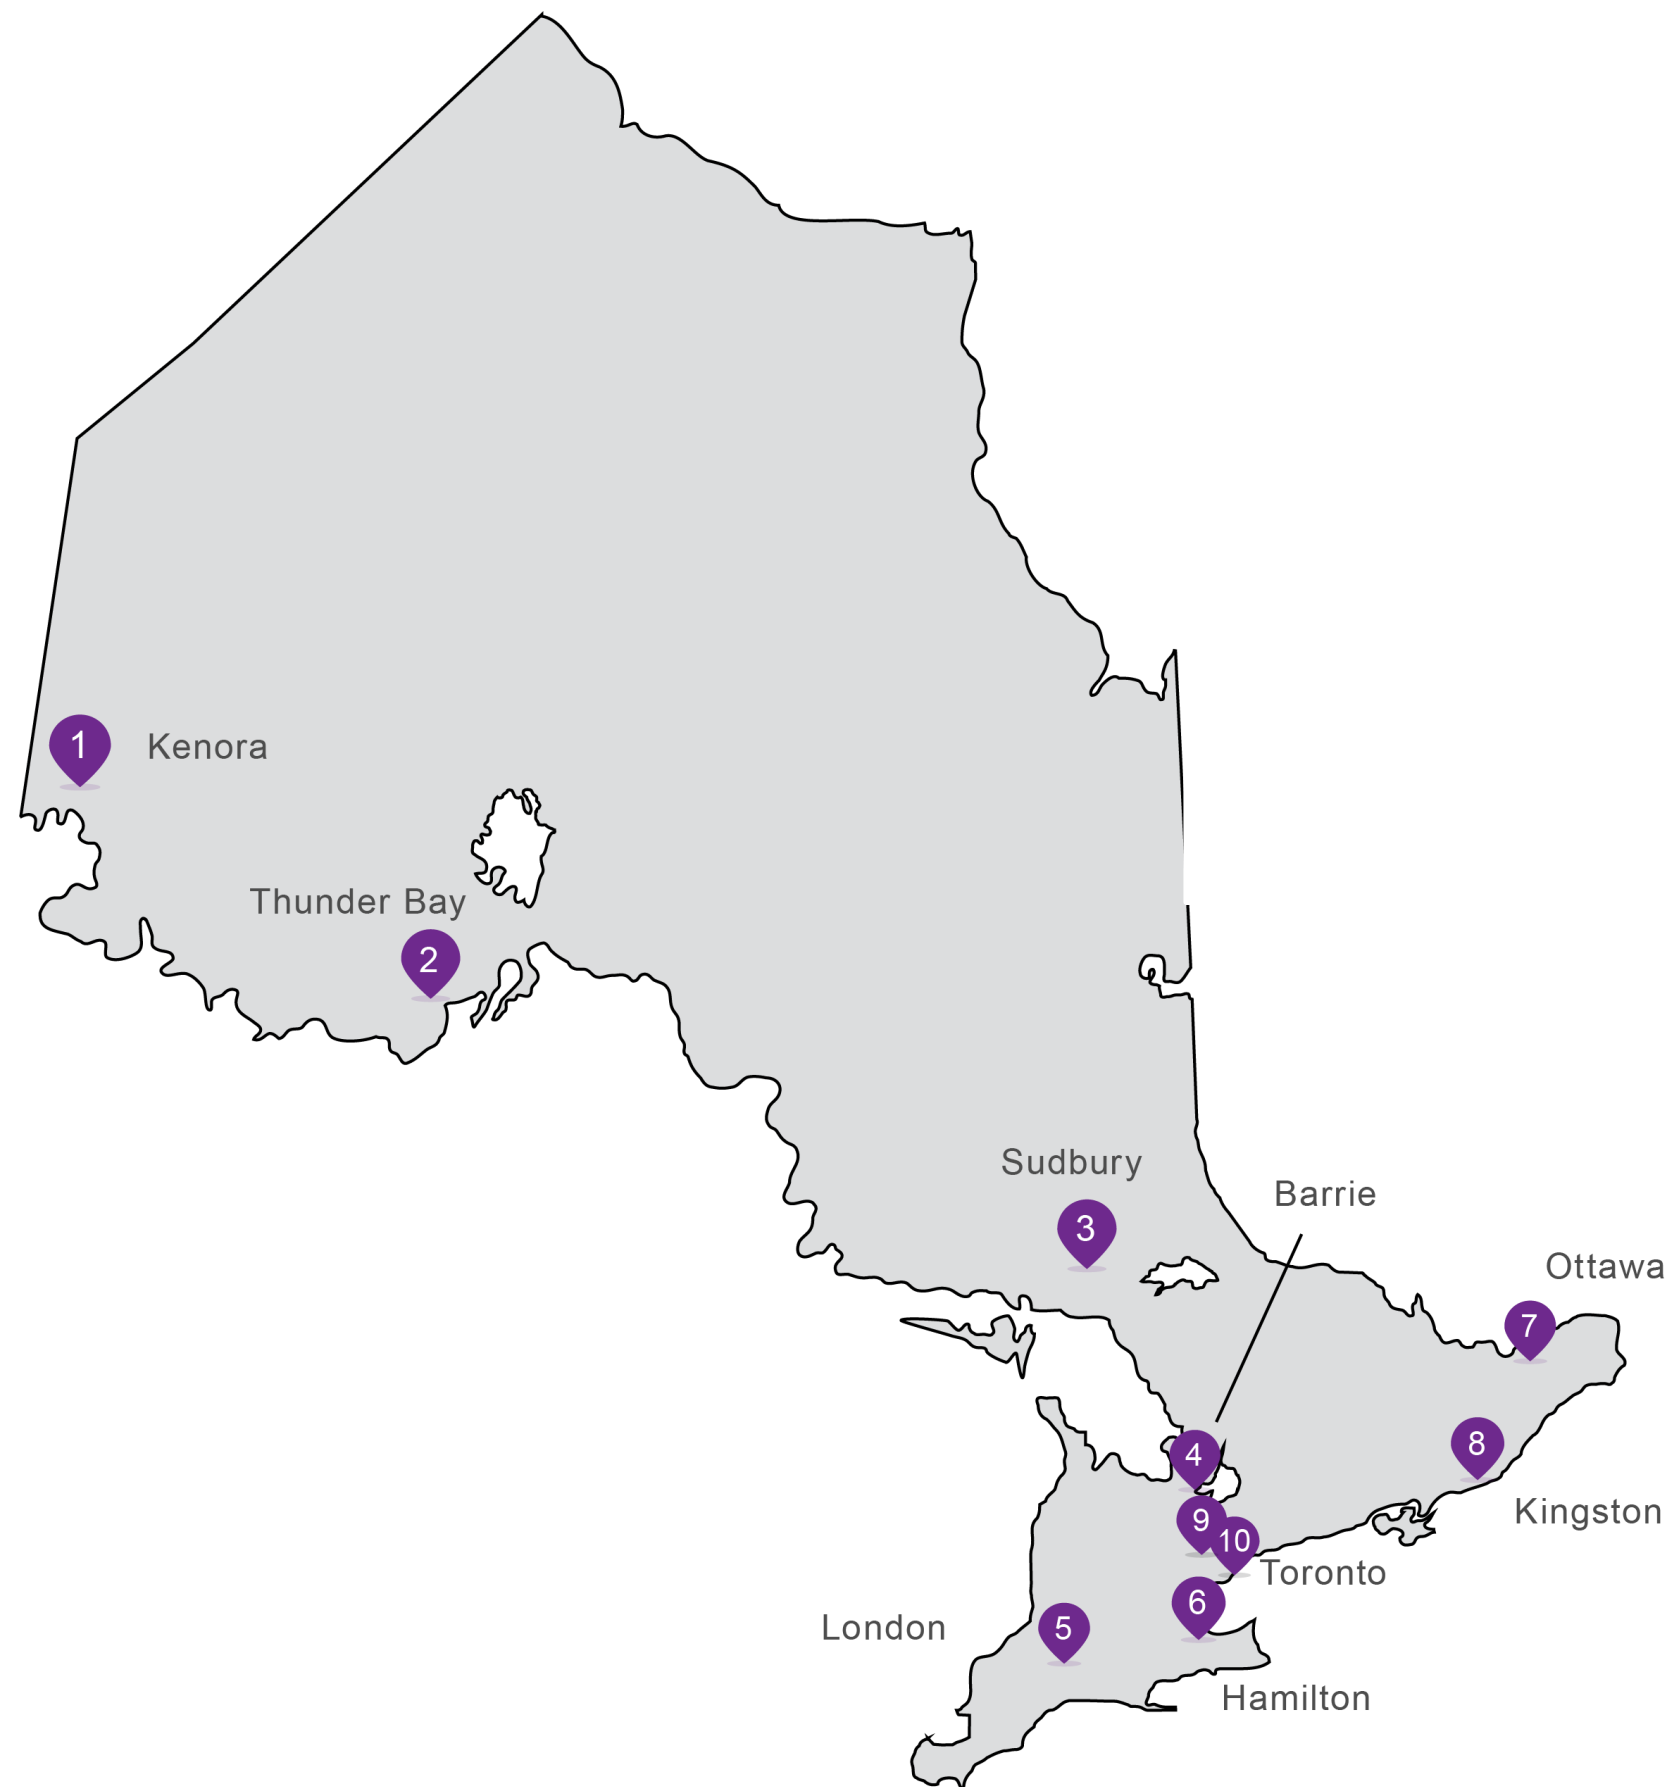 1
Kenora
Thunder Bay
2
Sudbury
3
Barrie
Ottawa
7
4
8
Kingston
9
10
Toronto
6
London
5
Hamilton